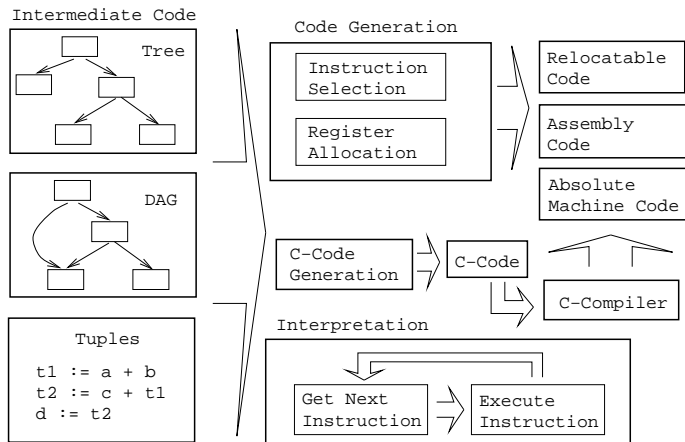 Intermediate Code
Tree
DAG
Tuples
t1 := a + b
t2 := c + t1
d := t2
Code Generation
Instruction
Selection
Register
Allocation
Relocatable
Code
Assembly
Code
Absolute
Machine Code
C-Code
Generation
C-Code
C-Compiler
Interpretation
Get Next
Instruction
Execute
Instruction